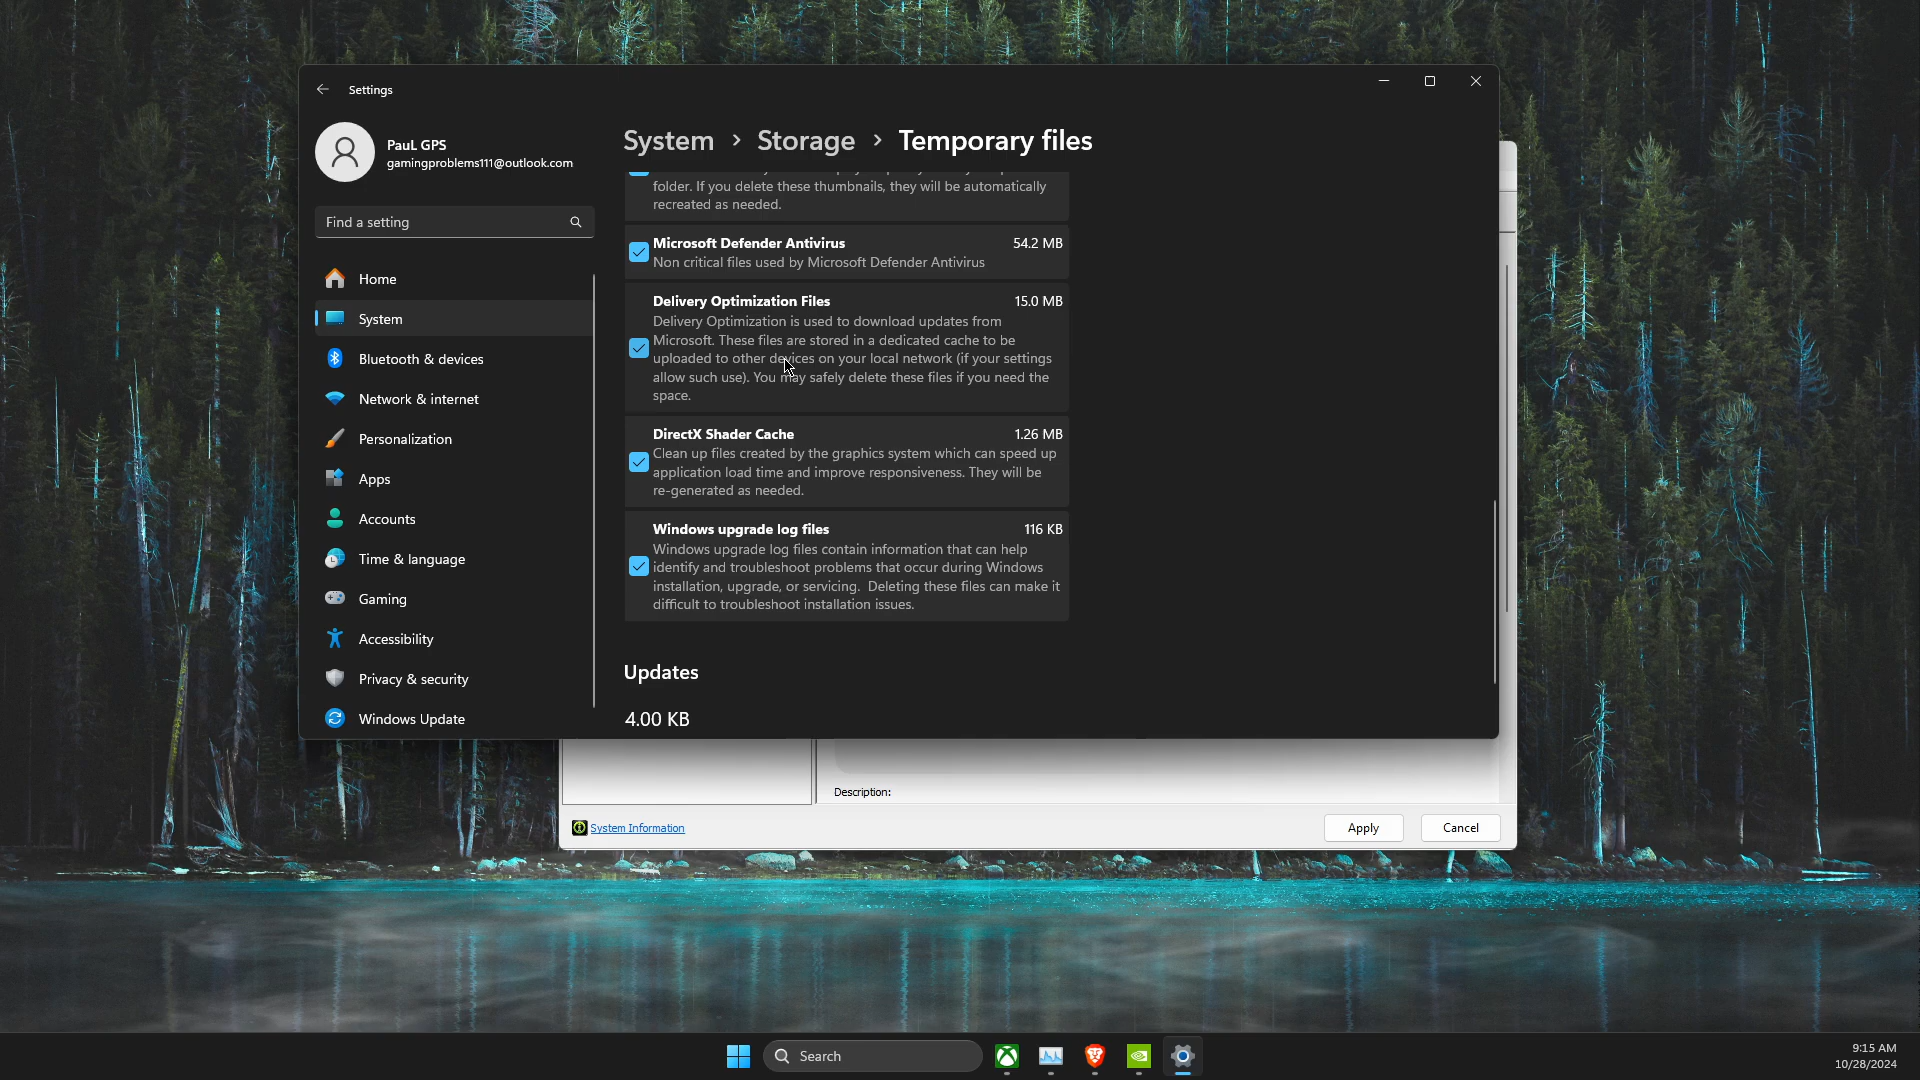 Settings
PauL GPS
gamingproblems111@outlook.com
Find a setting
Home
System
Bluetooth & devices
Network & internet
Personalization
Apps
Accounts
Time & language
Gaming
Accessibility
Privacy & security
Windows Update
System > Storage > Temporary files
folder. If you delete these thumbnails, they will be automatically
recreated as needed.
Microsoft Defender Antivirus 54.2 MB
Non critical files used by Microsoft Defender Antivirus
Delivery Optimization Files 15.0 MB
Delivery Optimization is used to download updates from
Microsoft. These files are stored in a dedicated cache to be
uploaded to other devices on your local network (if your settings
allow such use). You may safely delete these files if you need the
space.
DirectX Shader Cache 1.26 MB
Clean up files created by the graphics system which can speed up
application load time and improve responsiveness. They will be
re-generated as needed.
Windows upgrade log files 116 KB
Windows upgrade log files contain information that can help
identify and troubleshoot problems that occur during Windows
installation, upgrade, or servicing.  Deleting these files can make it
difficult to troubleshoot installation issues.
Updates
4.00 KB
Description:
System Information
Apply
Cancel
Search
9:15 AM
10/28/2024